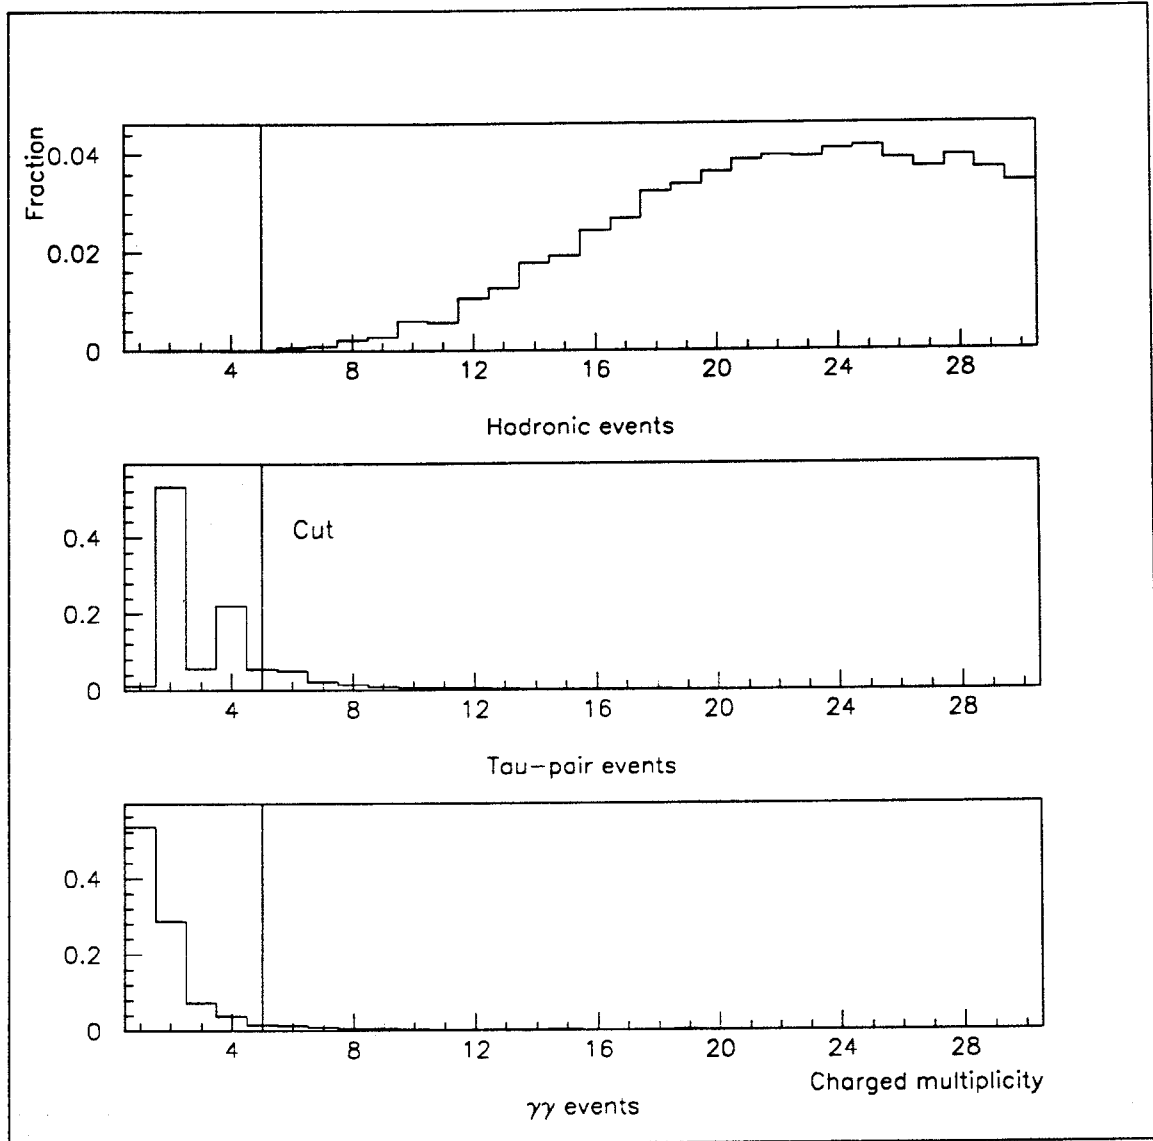 Fraction
0.04
0.02
0
4 8 12 16 20 24 28
Hadronic events
Cut
0.4
0.2
0
4 8 12 16 20 24 28
Tau-pair events
0.4
0.2
0
4 8 12 16 20 24 28
Charged multiplicity
γγ events